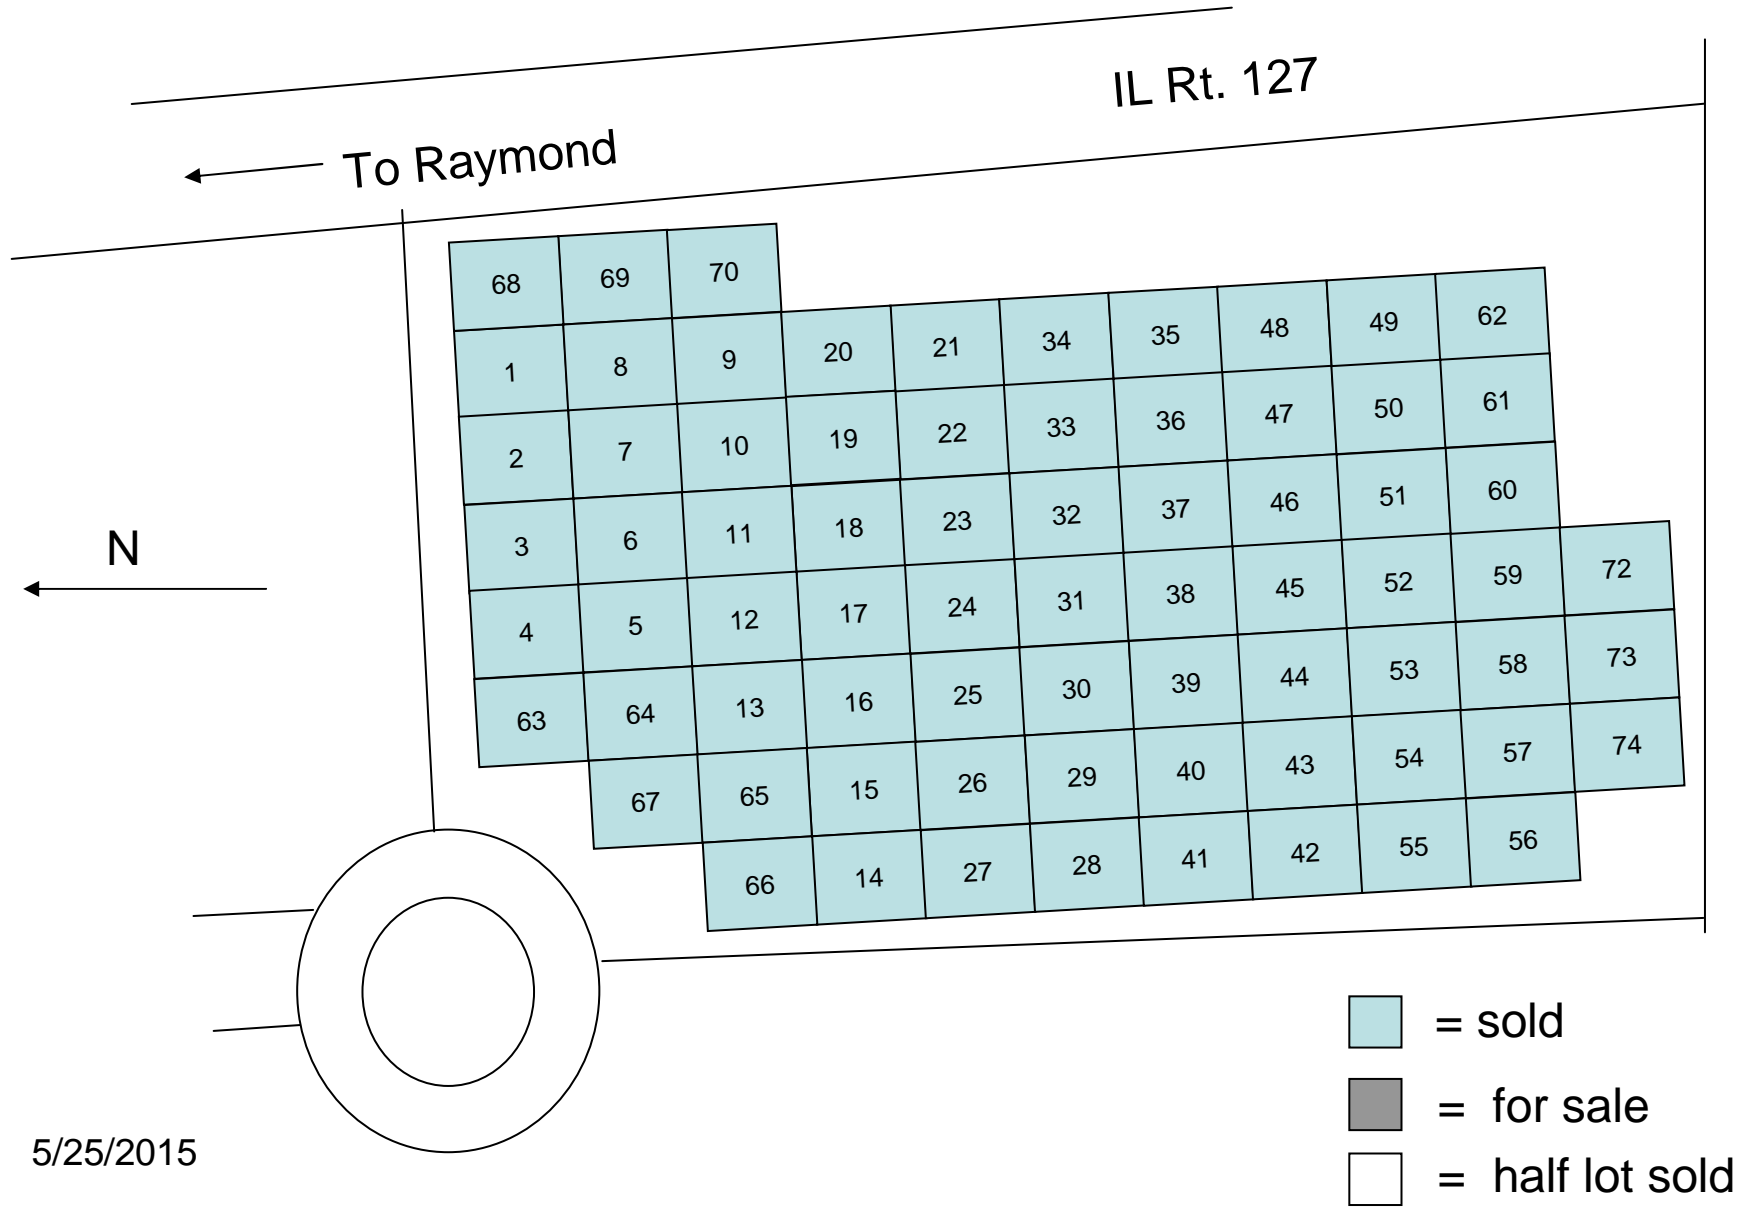 IL Rt. 127
To Raymond
68 69 70
1 8 9 20 21 34 35 48 49 62
2 7 10 19 22 33 36 47 50 61
3 6 11 18 23 32 37 46 51 60
4 5 12 17 24 31 38 45 52 59 72
63 64 13 16 25 30 39 44 53 58 73
67 65 15 26 29 40 43 54 57 74
66 14 27 28 41 42 55 56
N
= sold
= for sale
= half lot sold
5/25/2015